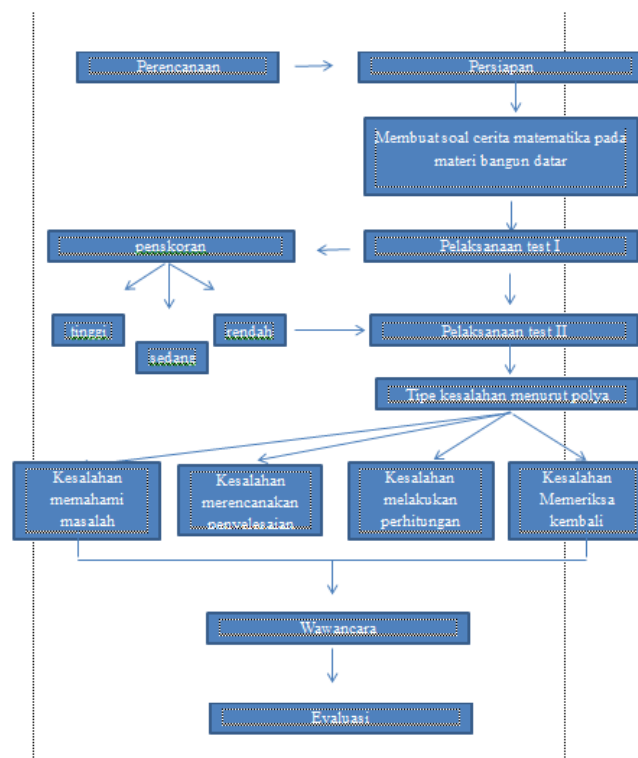 Perencanaan
Persiapan
Membuat soal cerita matematika pada
materi bangun datar
penskoran
Pelaksanaan test I
tinggi
sedang
rendah
Pelaksanaan test II
Tipe kesalahan menurut polya
Kesalahan
memahami
masalah
Kesalahan
merencanakan
penyelesaian
Kesalahan
melakukan
perhitungan
Kesalahan
Memeriksa
kembali
Wawancara
Evaluasi